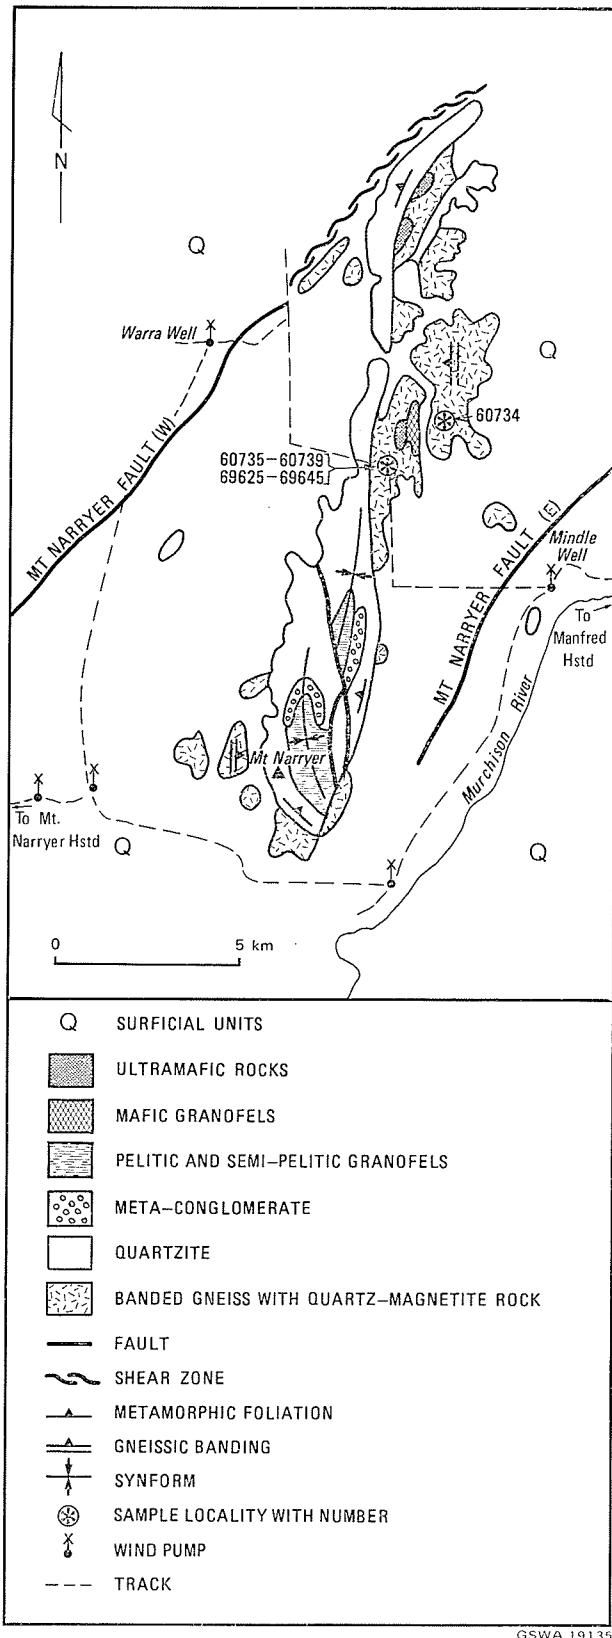 N
Q
Warra Well
Q
60734
60735–60739
69625–69645
MT NARRYER FAULT (W)
MT NARRYER FAULT (E)
Mindle
Well
To
Manfred
Hstd
Murchison River
Mt Narryer
To Mt.
Narryer Hstd
Q
Q
0 5 km
Q SURFICIAL UNITS
ULTRAMAFIC ROCKS
MAFIC GRANOFELS
PELITIC AND SEMI–PELITIC GRANOFELS
META–CONGLOMERATE
QUARTZITE
BANDED GNEISS WITH QUARTZ–MAGNETITE ROCK
FAULT
SHEAR ZONE
METAMORPHIC FOLIATION
GNEISSIC BANDING
SYNFORM
SAMPLE LOCALITY WITH NUMBER
WIND PUMP
TRACK
GSWA 19135